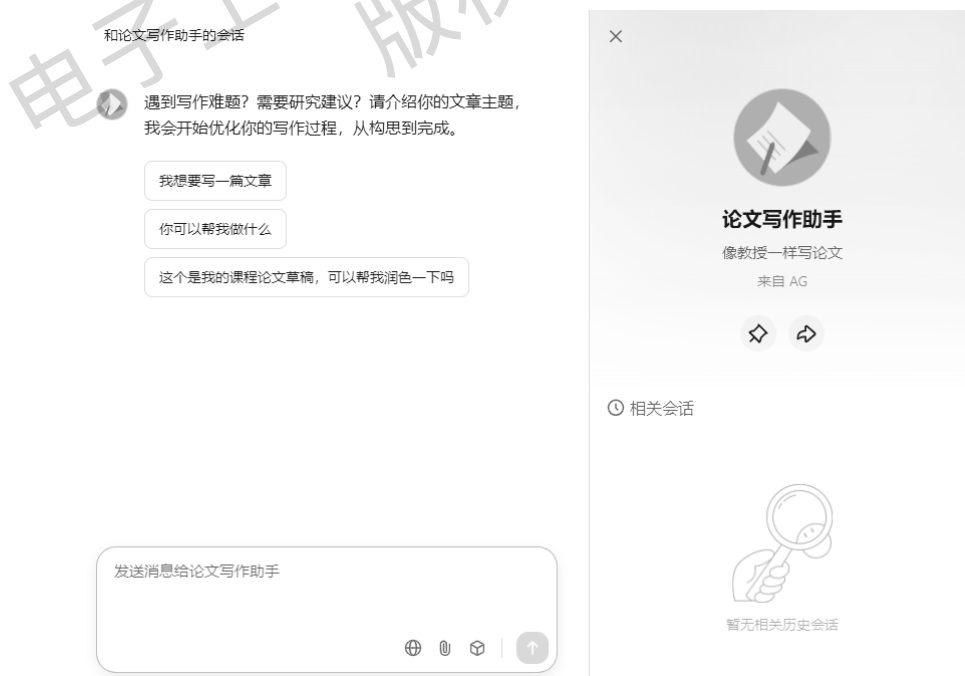 电子工
版权
和论文写作助手的会话
遇到写作难题？需要研究建议？请介绍你的文章主题，
我会开始优化你的写作过程，从构思到完成。
我想要写一篇文章
你可以帮我做什么
这个是我的课程论文草稿，可以帮我润色一下吗
发送消息给论文写作助手
论文写作助手
像教授一样写论文
来自 AG
相关会话
暂无相关历史会话